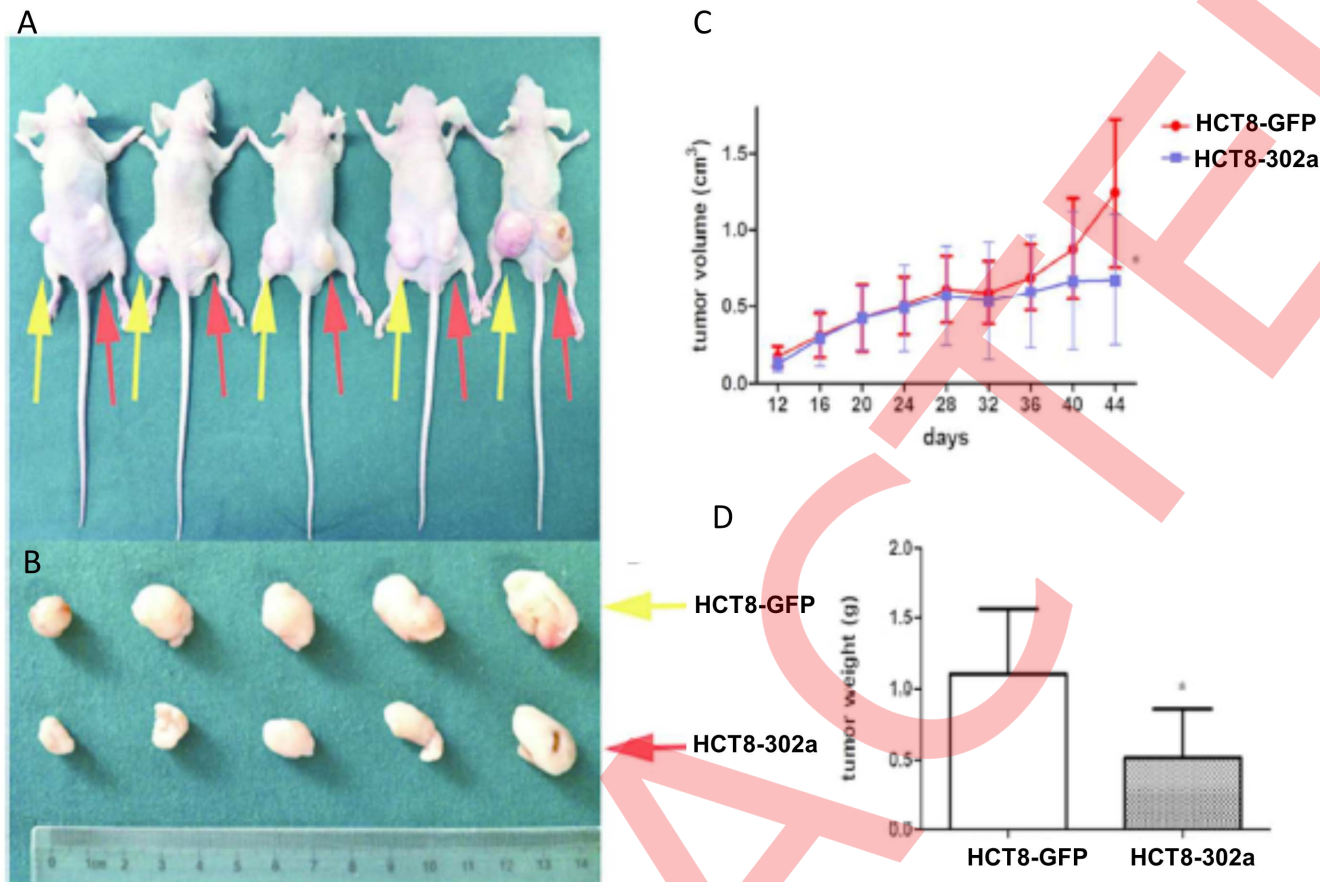 A
B
0 1cm 2 3 4 5 6 7 8 9 10 11 12 13 14
HCT8-GFP
HCT8-302a
C
tumor volume (cm³)
1.5
1.0
0.5
0.0
12 16 20 24 28 32 36 40 44
days
HCT8-GFP
HCT8-302a
*
D
tumor weight (g)
2.0
1.5
1.0
0.5
0.0
*
HCT8-GFP
HCT8-302a
ACTE